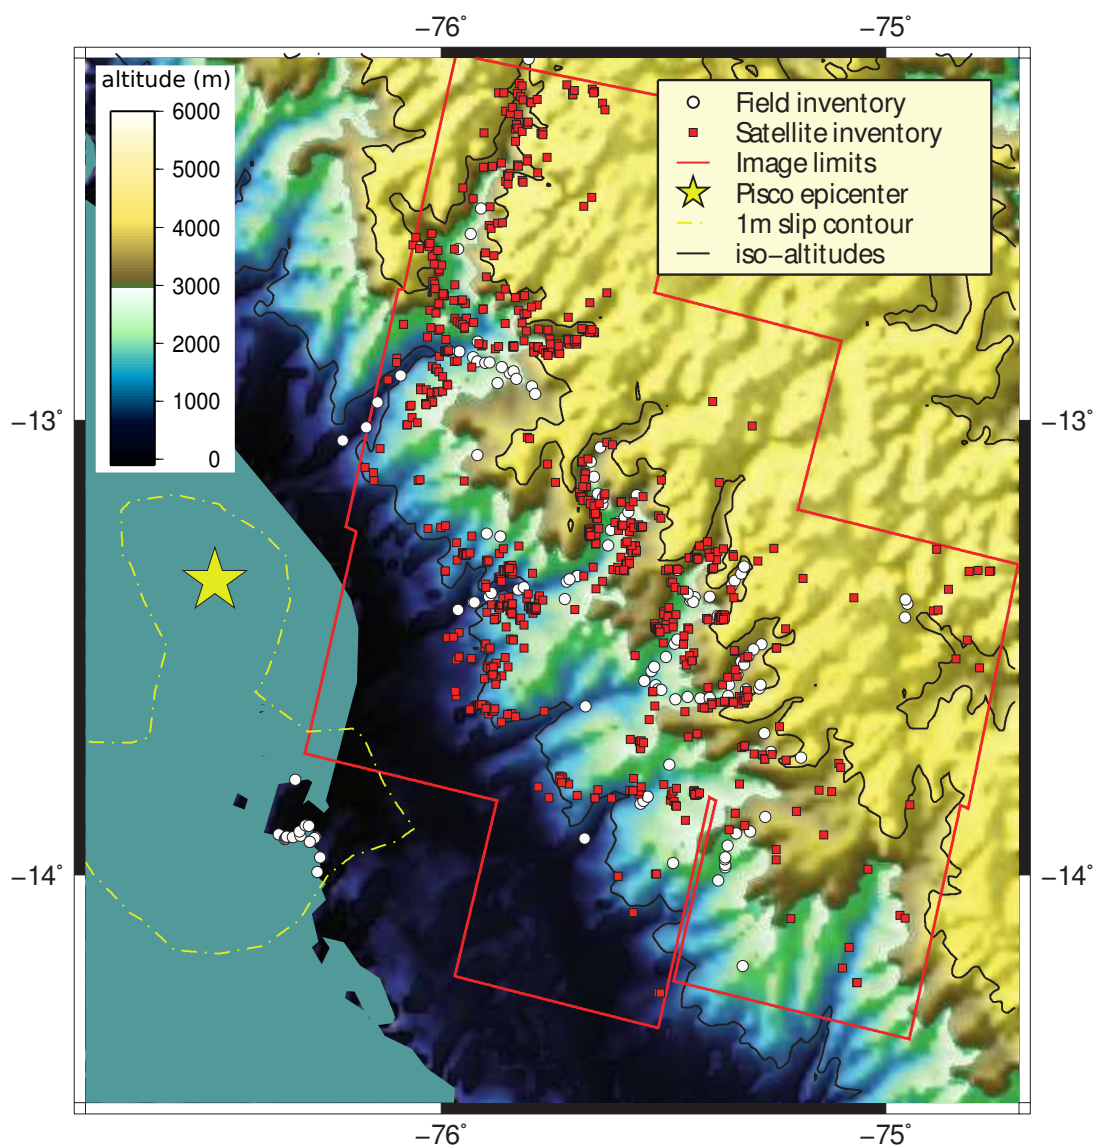 −76° −75°
altitude (m)
6000
5000
4000
3000
2000
1000
0
Field inventory
Satellite inventory
Image limits
Pisco epicenter
1m slip contour
iso−altitudes
−13° −13°
−14° −14°
−76° −75°